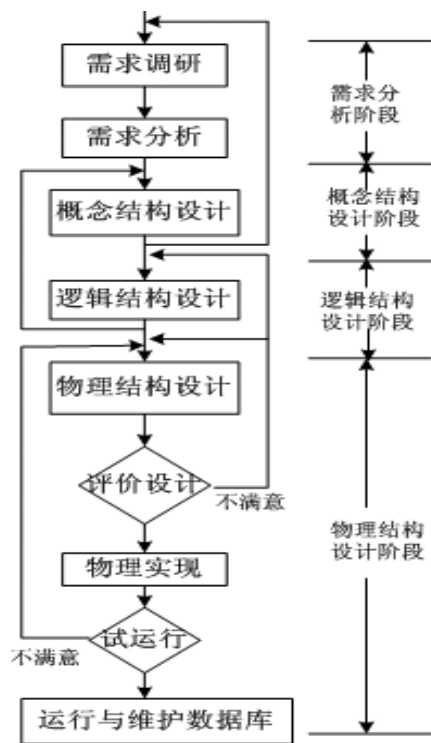 需求调研
需求分析
概念结构设计
逻辑结构设计
物理结构设计
评价设计
不满意
物理实现
试运行
不满意
运行与维护数据库
需求分
析阶段
概念结构
设计阶段
逻辑结构
设计阶段
物理结构
设计阶段